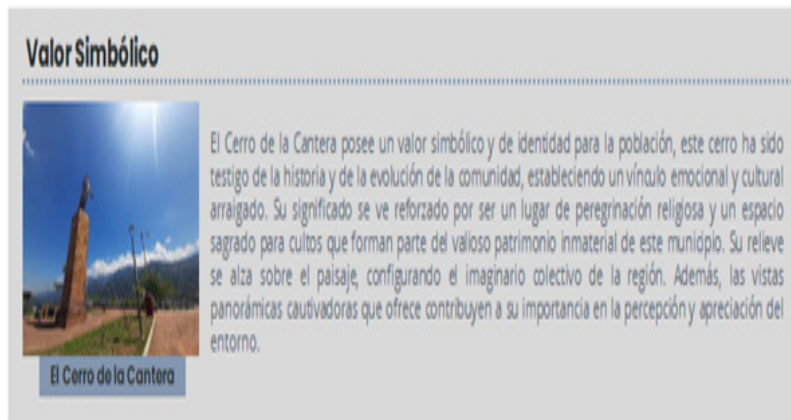 Valor Simbólico
El Cerro de la Cantera posee un valor simbólico y de identidad para la población, este cerro ha sido
testigo de la historia y de la evolución de la comunidad, estableciendo un vínculo emocional y cultural
arraigado. Su significado se ve reforzado por ser un lugar de peregrinación religiosa y un espacio
sagrado para cultos que forman parte del valioso patrimonio inmaterial de este municipio. Su relieve
se alza sobre el paisaje, configurando el imaginario colectivo de la región. Además, las vistas
panorámicas cautivadoras que ofrece contribuyen a su importancia en la percepción y apreciación del
entorno.
El Cerro de la Cantera